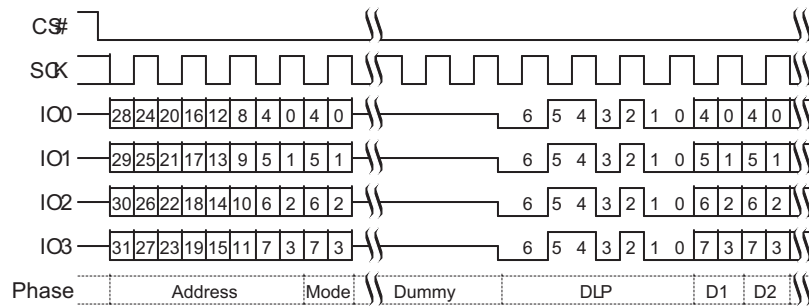 CS#
SCK
IO0 28 24 20 16 12 8 4 0 4 0 6 5 4 3 2 1 0 4 0 4 0
IO1 29 25 21 17 13 9 5 1 5 1 6 5 4 3 2 1 0 5 1 5 1
IO2 30 26 22 18 14 10 6 2 6 2 6 5 4 3 2 1 0 6 2 6 2
IO3 31 27 23 19 15 11 7 3 7 3 6 5 4 3 2 1 0 7 3 7 3
Phase Address Mode Dummy DLP D1 D2